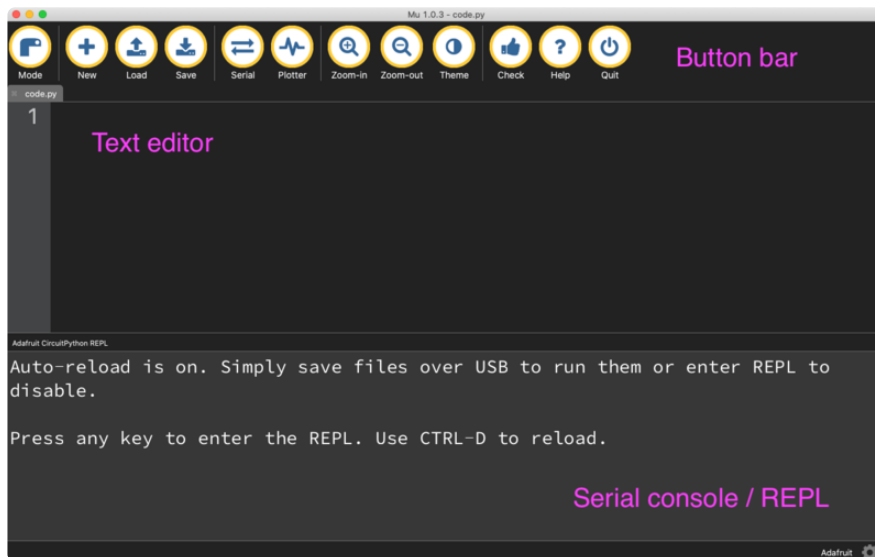 Mu 1.0.3 - code.py
Mode New Load Save Serial Plotter Zoom-in Zoom-out Theme Check Help Quit
Button bar
code.py
1
Text editor
Adafruit CircuitPython REPL
Auto-reload is on. Simply save files over USB to run them or enter REPL to
disable.
Press any key to enter the REPL. Use CTRL-D to reload.
Serial console / REPL
Adafruit